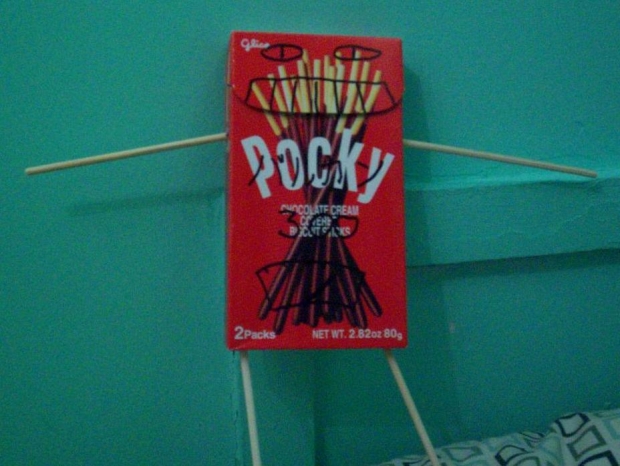 Glico
POCKY
CHOCOLATE CREAM
COVERED
BISCUIT STICKS
2 Packs
NET WT. 2.82oz 80g